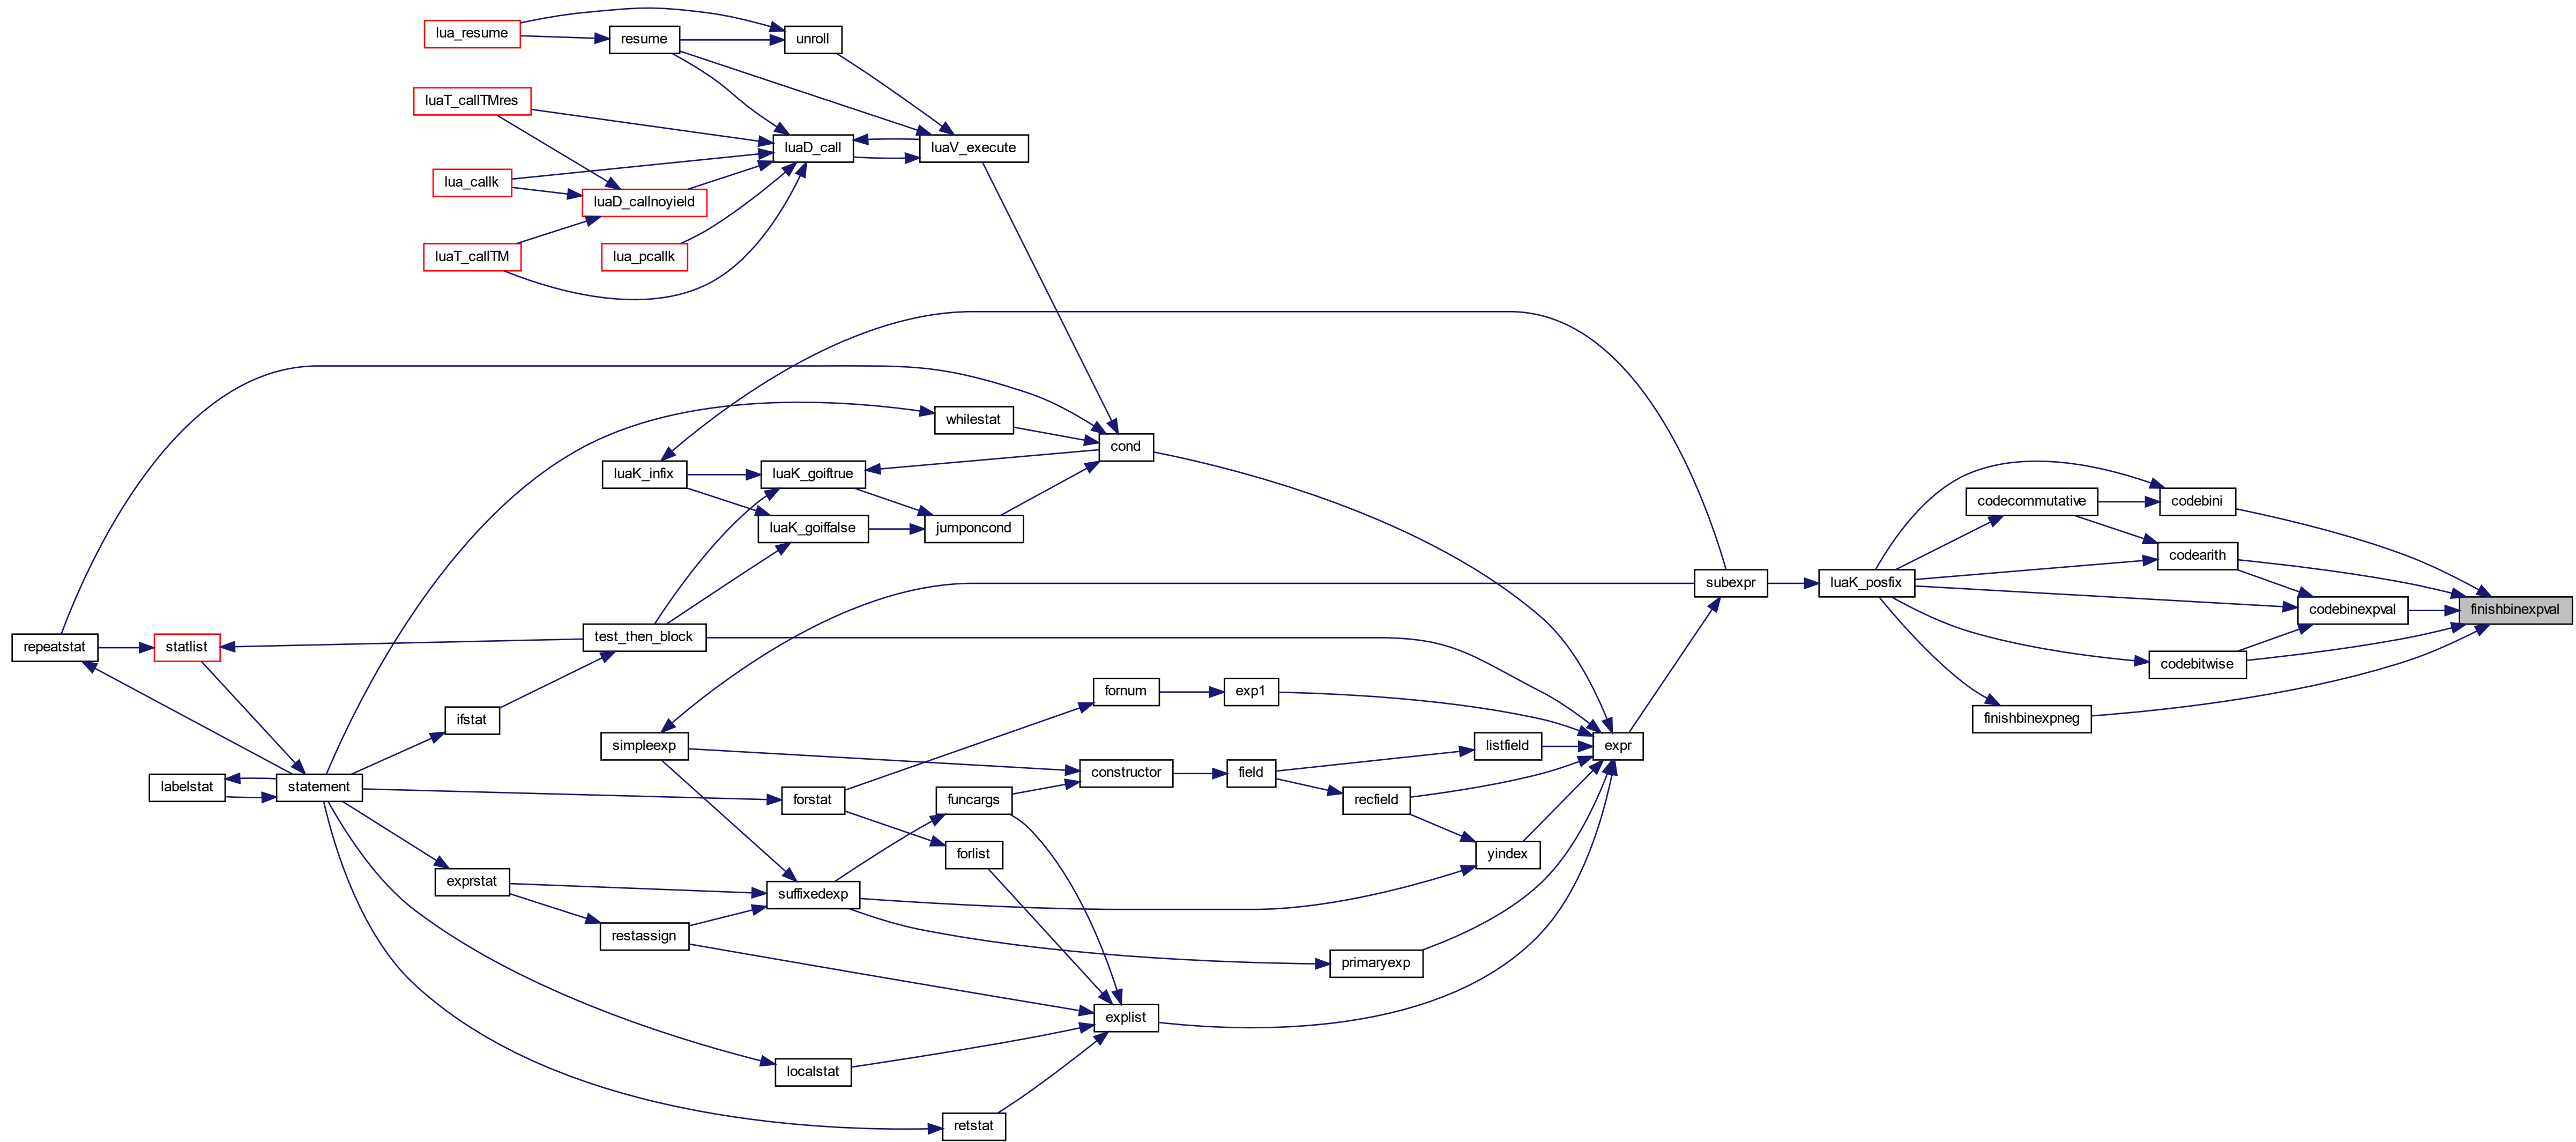 lua_resume
resume
unroll
luaT_callTMres
luaD_call
luaV_execute
lua_callk
luaD_callnoyield
luaT_callTM
lua_pcallk
whilestat
cond
luaK_infix
luaK_goiftrue
luaK_goiffalse
jumponcond
codecommutative
codebini
codearith
subexpr
luaK_posfix
codebinexpval
finishbinexpval
repeatstat
statlist
test_then_block
codebitwise
fornum
exp1
ifstat
finishbinexpneg
simpleexp
listfield
expr
constructor
field
labelstat
statement
forstat
funcargs
recfield
forlist
yindex
exprstat
suffixedexp
restassign
primaryexp
explist
localstat
retstat